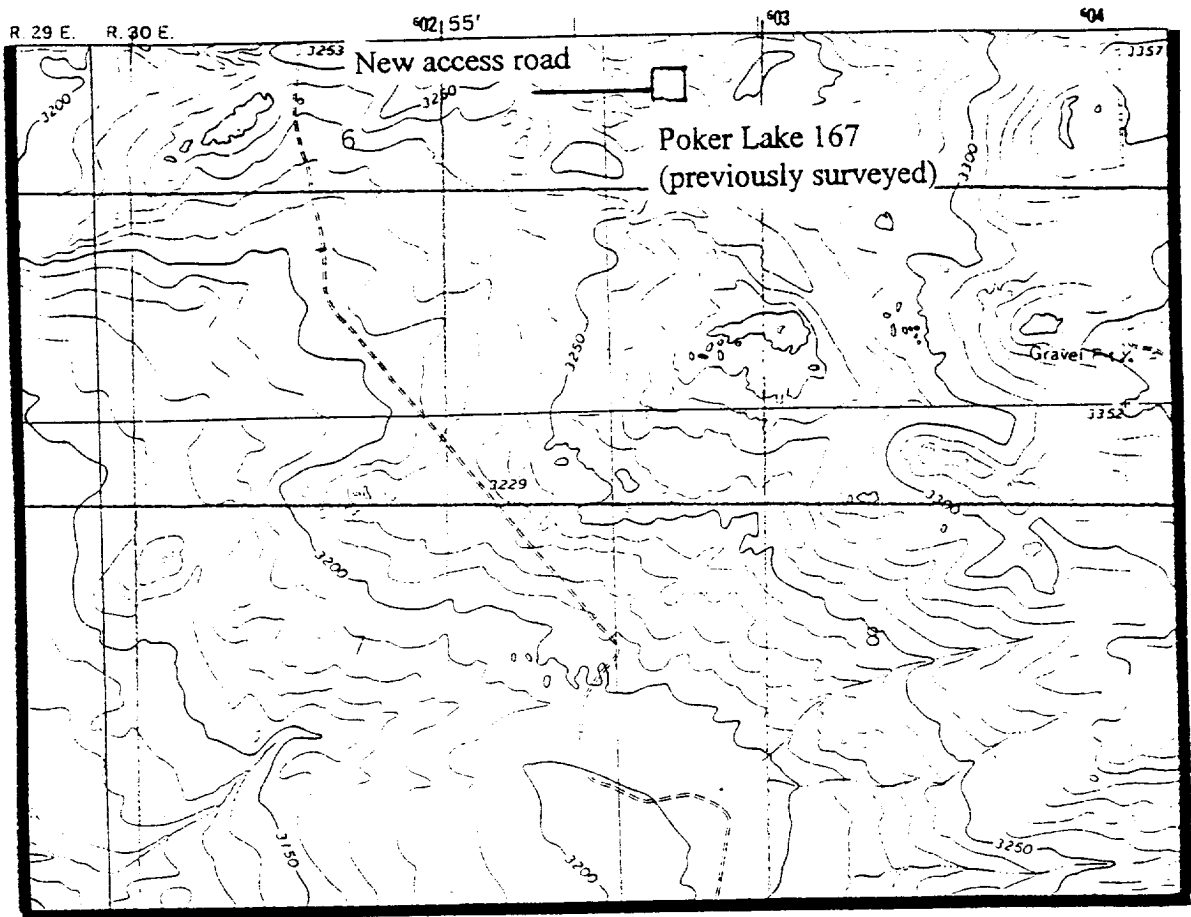 R. 29 E. R. 30 E. ⁶02 55' ⁶03 ⁶04
3253 3357
New access road
3200 3250
6
Poker Lake 167
(previously surveyed)
3300
3250
Gravel
3352
3229
3200
3200
8
7
3150
3200
3250